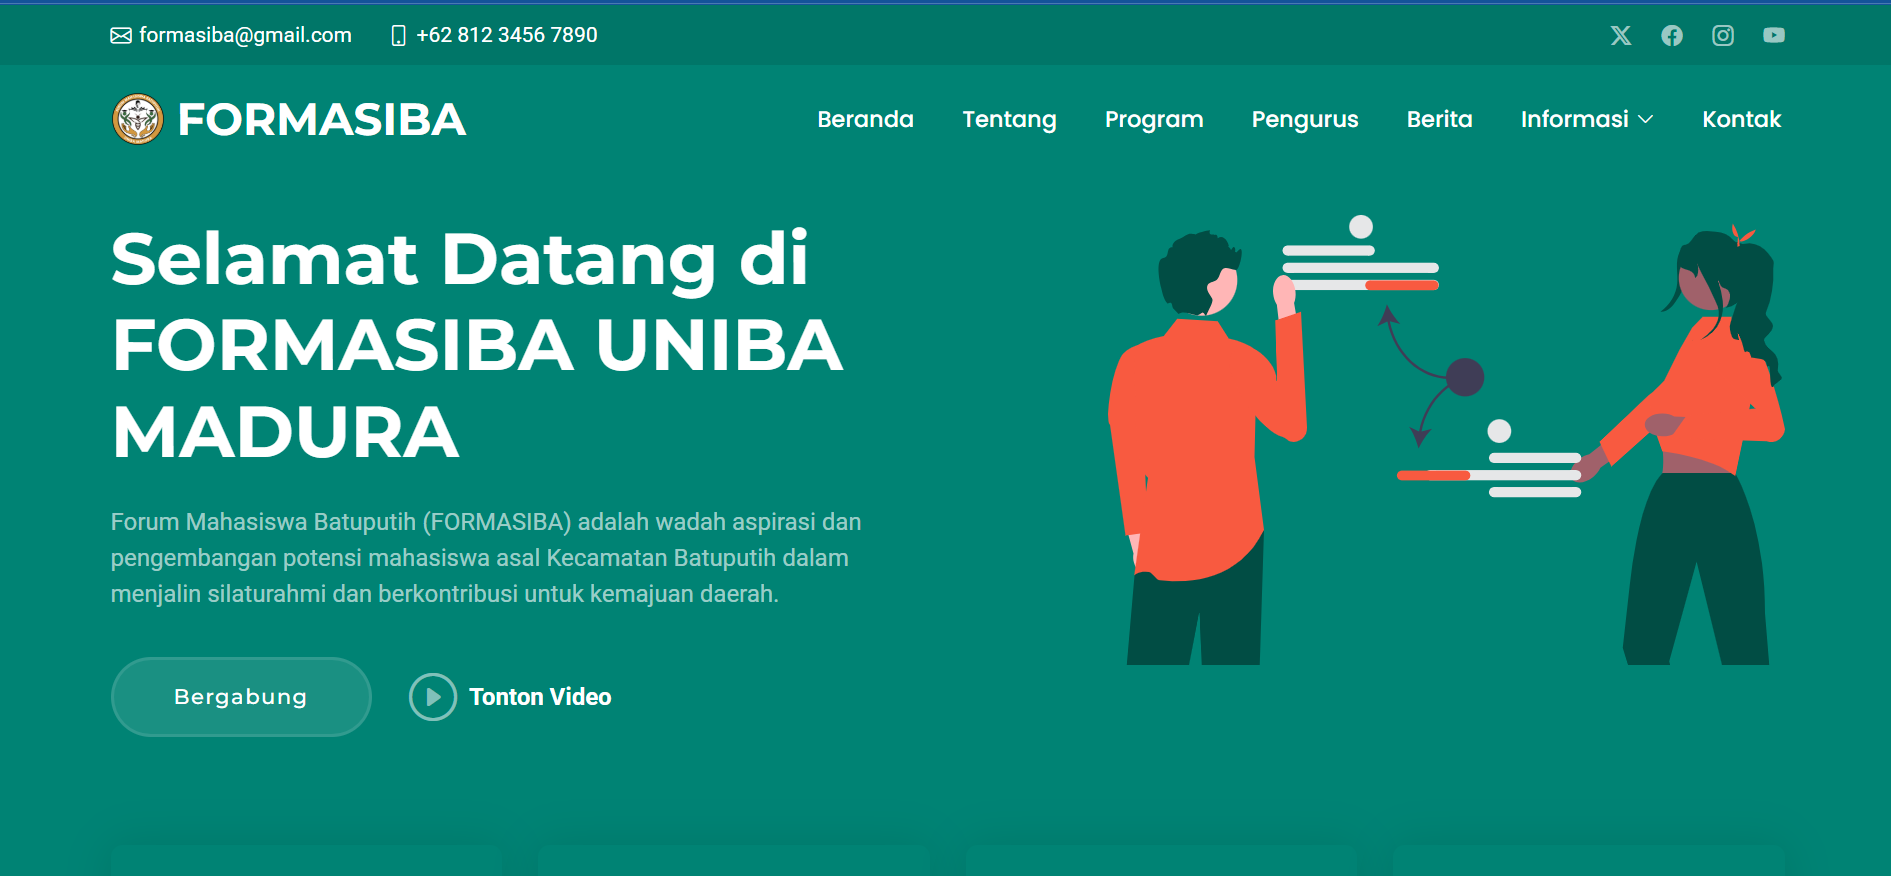 formasiba@gmail.com
+62 812 3456 7890
FORMASIBA
Beranda
Tentang
Program
Pengurus
Berita
Informasi
Kontak
Selamat Datang di
FORMASIBA UNIBA
MADURA
Forum Mahasiswa Batuputih (FORMASIBA) adalah wadah aspirasi dan
pengembangan potensi mahasiswa asal Kecamatan Batuputih dalam
menjalin silaturahmi dan berkontribusi untuk kemajuan daerah.
Bergabung
Tonton Video